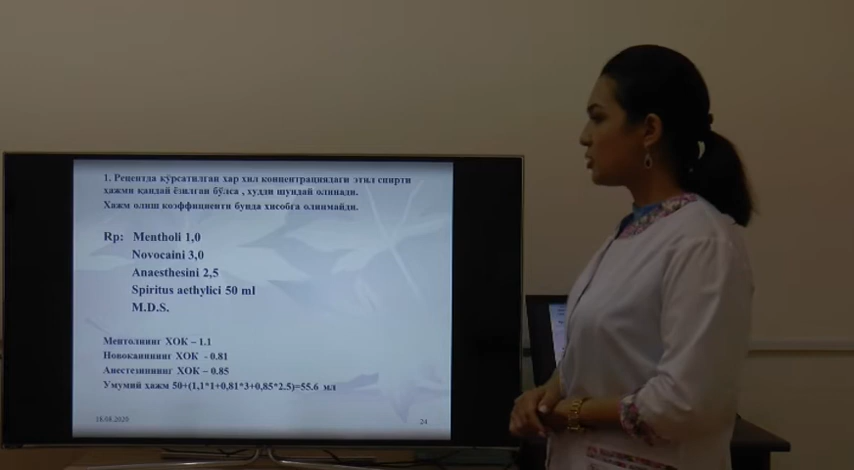 1. Рецептда кўрсатилган хар хил концентрациядаги этил спирти
ҳажми қандай ёзилган бўлса , худди шундай олинади.
Ҳажм олиш коэффициенти бунда хисобга олинмайди.
Rp: Mentholi 1,0
Novocaini 3,0
Anaesthesini 2,5
Spiritus aethylici 50 ml
M.D.S.
Ментолнинг ХОК – 1.1
Новокаиннинг ХОК - 0.81
Анестезиннинг ХОК – 0.85
Умумий хажм 50+(1,1*1+0,81*3+0,85*2.5)=55.6 мл
18.08.2020
24